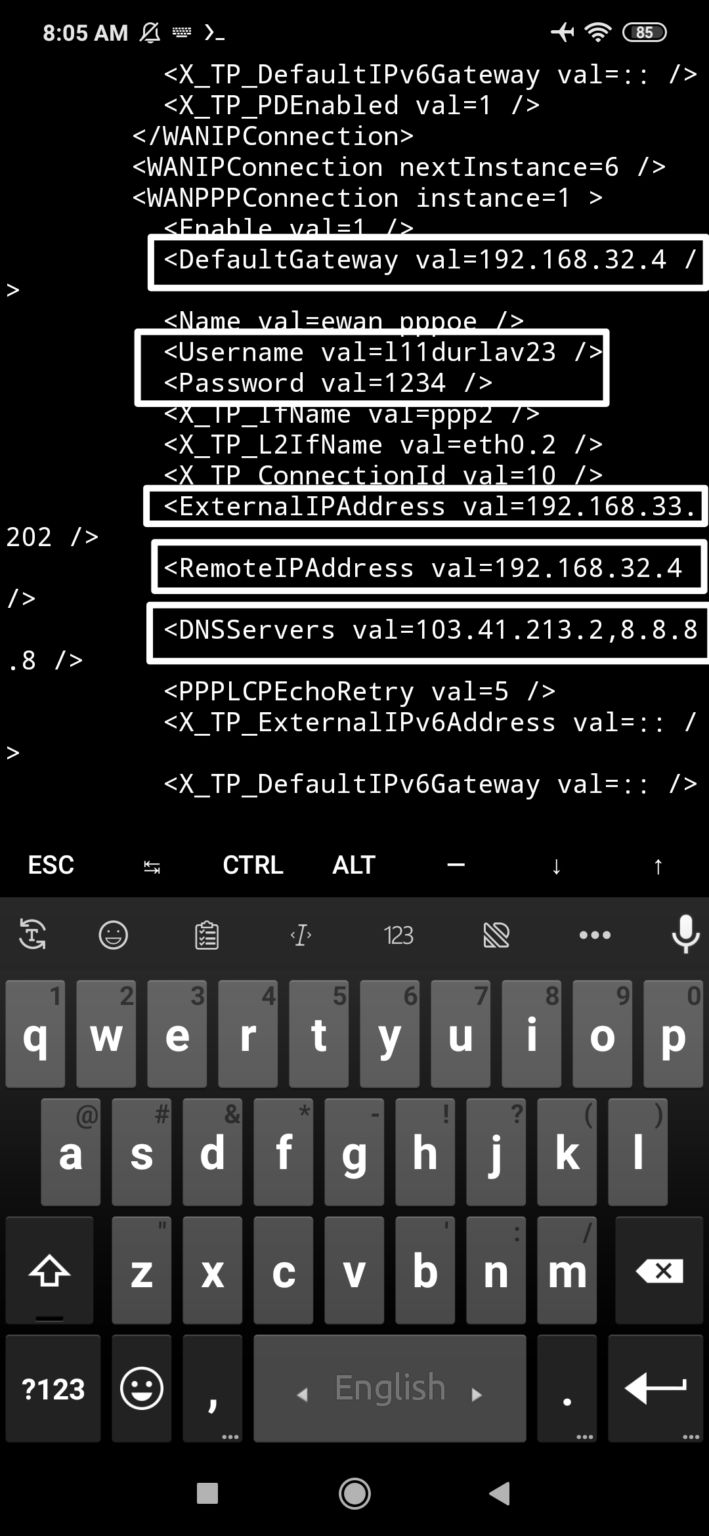 8:05 AM
85
<X_TP_DefaultIPv6Gateway val=:: />
<X_TP_PDEnabled val=1 />
</WANIPConnection>
<WANIPConnection nextInstance=6 />
<WANPPPConnection instance=1 >
<Enable val=1 />
<DefaultGateway val=192.168.32.4 /
>
<Name val=ewan_pppoe />
<Username val=l11durlav23 />
<Password val=1234 />
<X_TP_IfName val=ppp2 />
<X_TP_L2IfName val=eth0.2 />
<X_TP_ConnectionId val=10 />
<ExternalIPAddress val=192.168.33.
202 />
<RemoteIPAddress val=192.168.32.4
/>
<DNSServers val=103.41.213.2,8.8.8
.8 />
<PPPLCPEchoRetry val=5 />
<X_TP_ExternalIPv6Address val=:: /
>
<X_TP_DefaultIPv6Gateway val=:: />
ESC ⇆ CTRL ALT — ↓ ↑
T I 123 •••
1 2 3 4 5 6 7 8 9 0
q w e r t y u i o p
@ # & * - ! ? ( )
a s d f g h j k l
" ' : /
z x c v b n m
?123 , English .